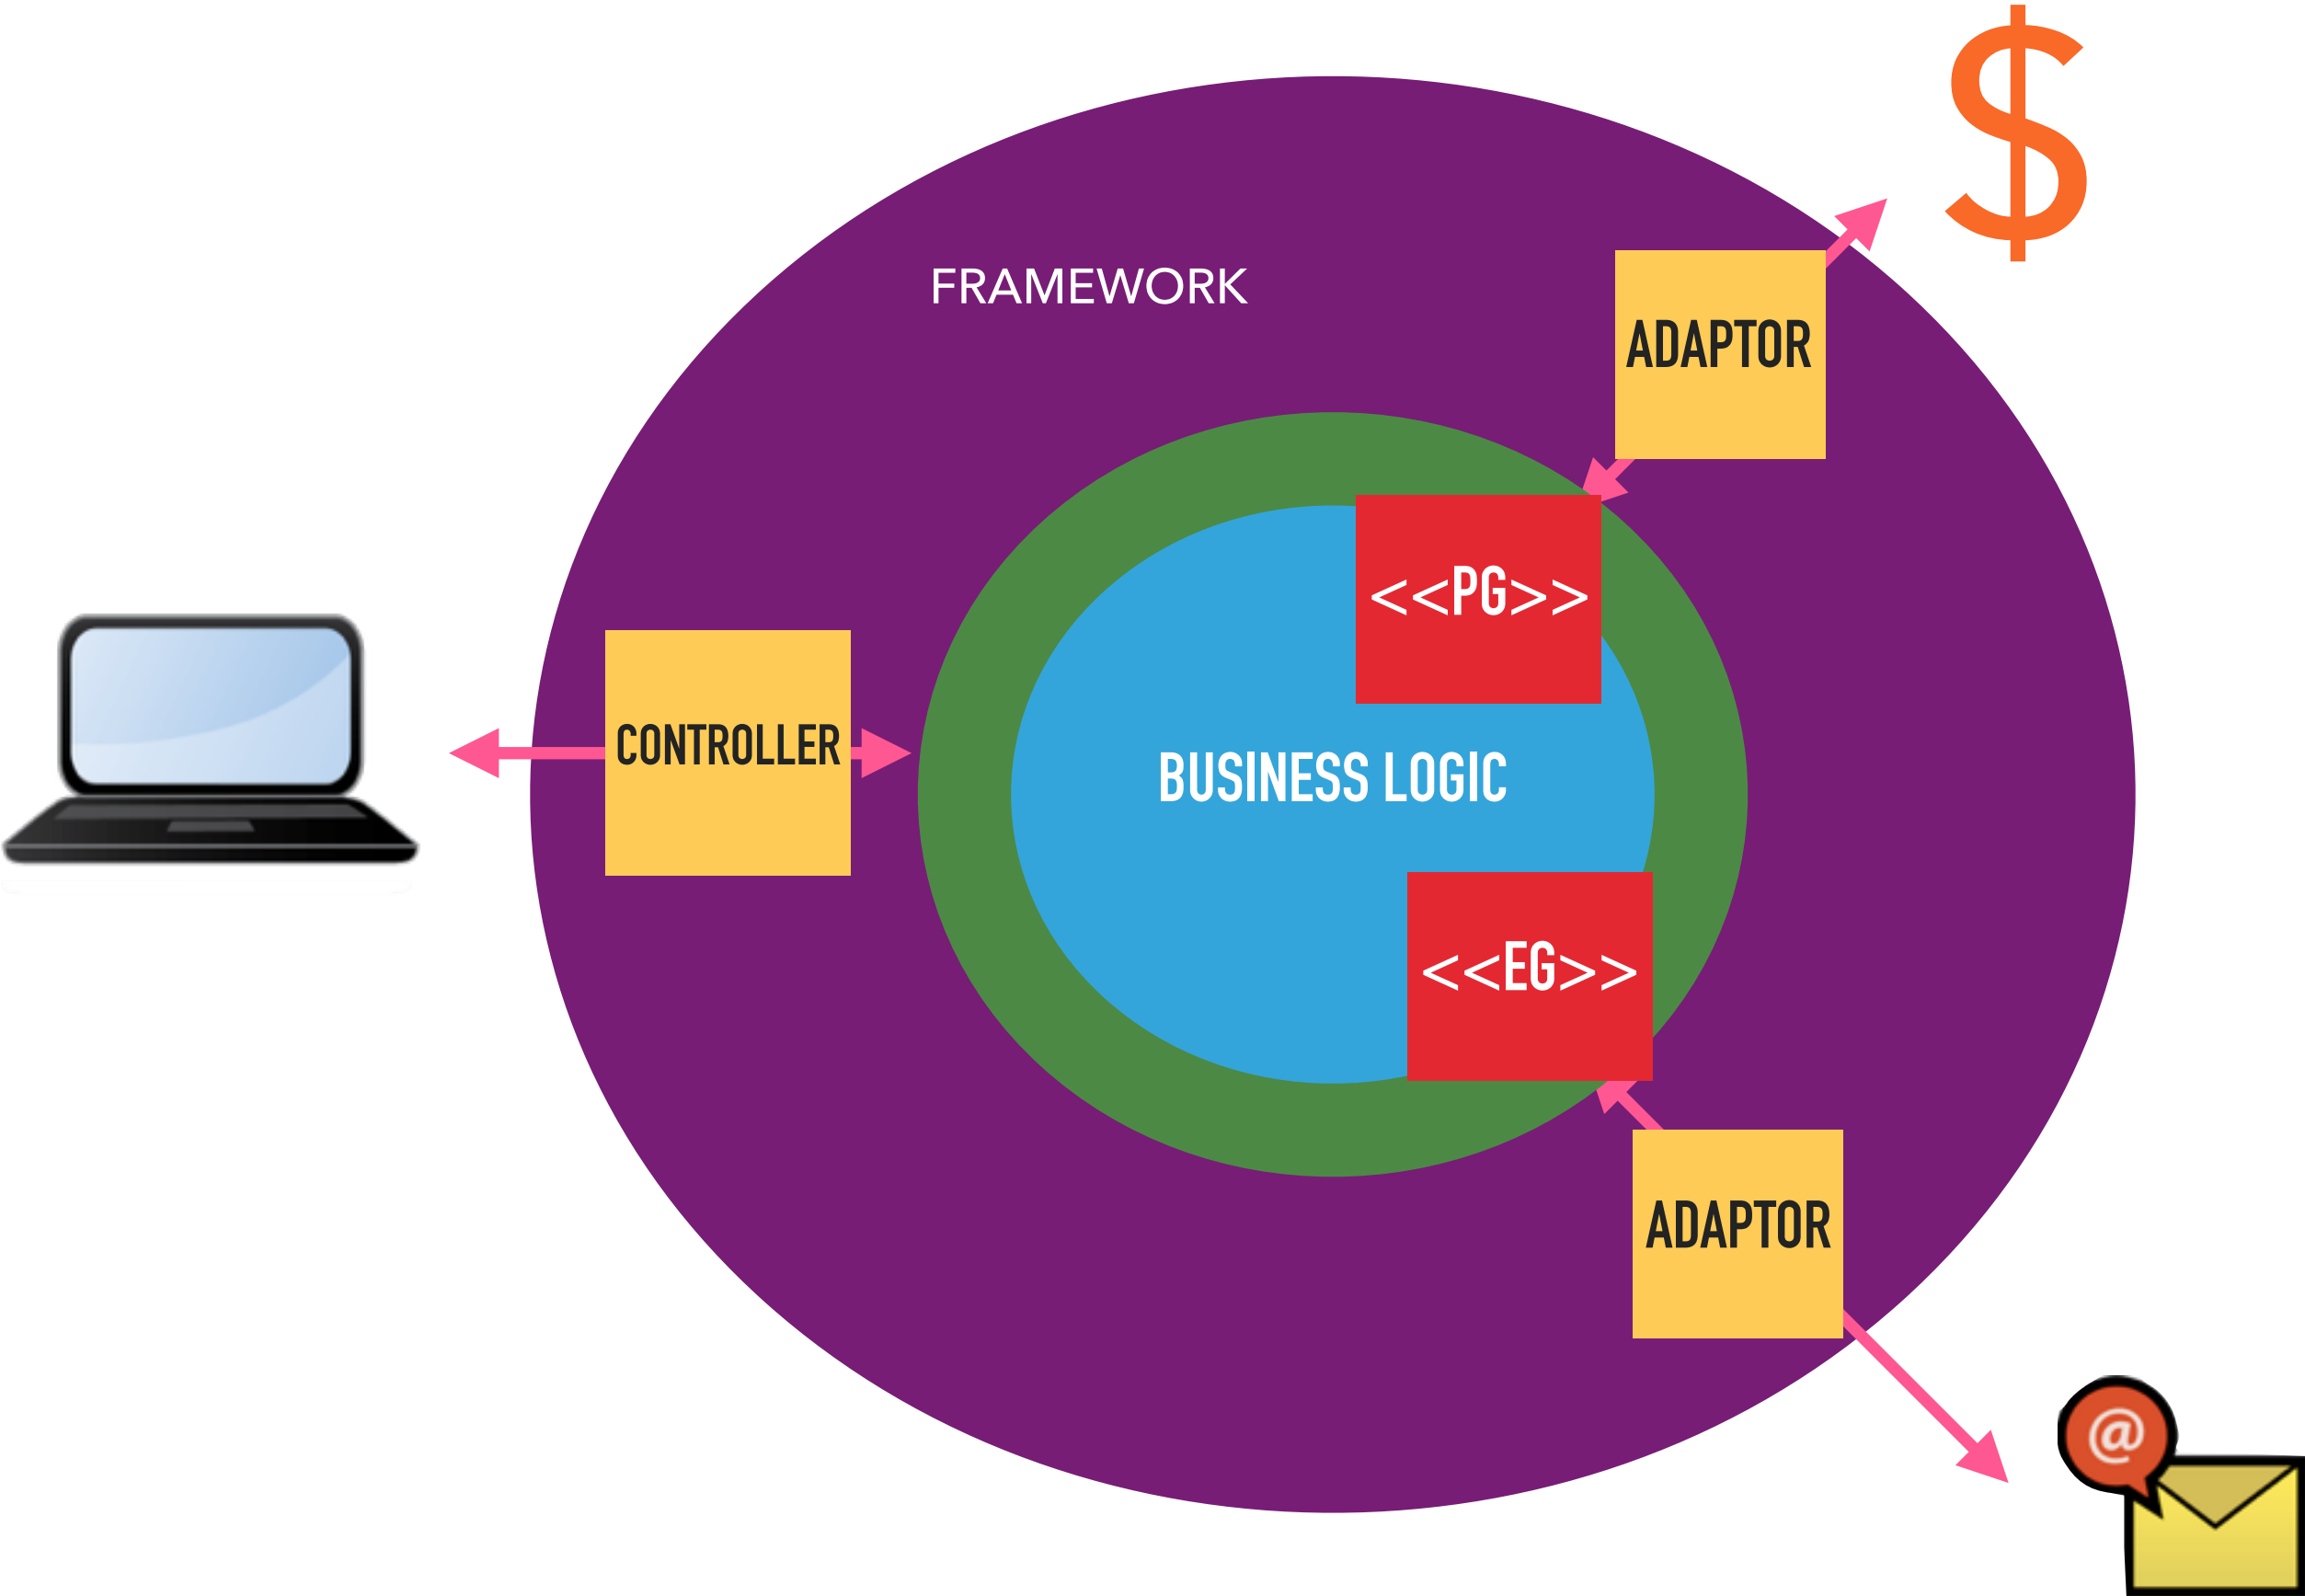 FRAMEWORK
ADAPTOR
<<PG>>
CONTROLLER
BUSINESS LOGIC
<<EG>>
ADAPTOR
@